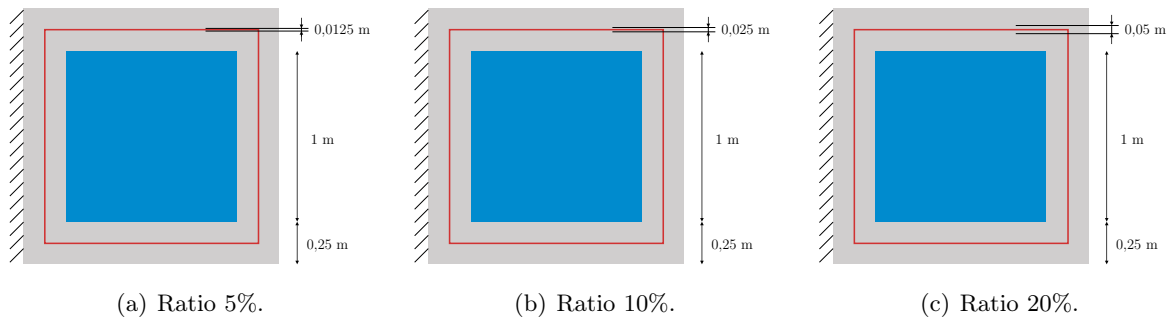 0,0125 m
1 m
0,25 m
(a) Ratio 5%.
0,025 m
1 m
0,25 m
(b) Ratio 10%.
0,05 m
1 m
0,25 m
(c) Ratio 20%.